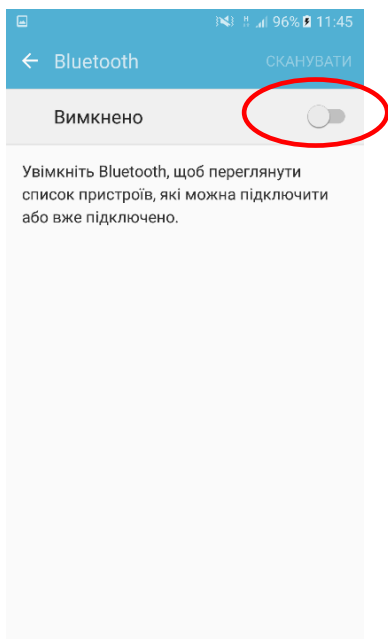 96% 11:45
Bluetooth СКАНУВАТИ
Вимкнено
Увімкніть Bluetooth, щоб переглянути
список пристроїв, які можна підключити
або вже підключено.